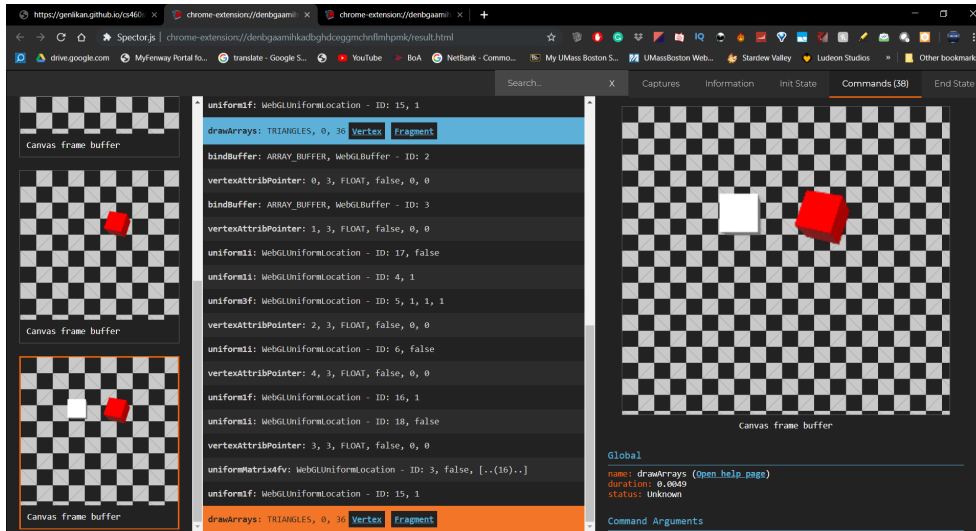 https://genlikan.github.io/cs460s
chrome-extension://denbgaamih
chrome-extension://denbgaamih
Spector.js | chrome-extension://denbgaamihkadbghdceggmchnflmhpmk/result.html
drive.google.com
MyFenway Portal fo...
translate - Google S...
YouTube
BoA
NetBank - Commo...
My UMass Boston S...
UMassBoston Web...
Stardew Valley
Ludeon Studios
»
Other bookmark
Search... X
Captures
Information
Init State
Commands (38)
End State
Canvas frame buffer
Canvas frame buffer
Canvas frame buffer
uniform1f: WebGLUniformLocation - ID: 15, 1
drawArrays: TRIANGLES, 0, 36 Vertex Fragment
bindBuffer: ARRAY_BUFFER, WebGLBuffer - ID: 2
vertexAttribPointer: 0, 3, FLOAT, false, 0, 0
bindBuffer: ARRAY_BUFFER, WebGLBuffer - ID: 3
vertexAttribPointer: 1, 3, FLOAT, false, 0, 0
uniform1i: WebGLUniformLocation - ID: 17, false
uniform1i: WebGLUniformLocation - ID: 4, 1
uniform3f: WebGLUniformLocation - ID: 5, 1, 1, 1
vertexAttribPointer: 2, 3, FLOAT, false, 0, 0
uniform1i: WebGLUniformLocation - ID: 6, false
vertexAttribPointer: 4, 3, FLOAT, false, 0, 0
uniform1f: WebGLUniformLocation - ID: 16, 1
uniform1i: WebGLUniformLocation - ID: 18, false
vertexAttribPointer: 3, 3, FLOAT, false, 0, 0
uniformMatrix4fv: WebGLUniformLocation - ID: 3, false, [..(16)..]
uniform1f: WebGLUniformLocation - ID: 15, 1
drawArrays: TRIANGLES, 0, 36 Vertex Fragment
Canvas frame buffer
Global
name: drawArrays (Open help page)
duration: 0.0049
status: Unknown
Command Arguments